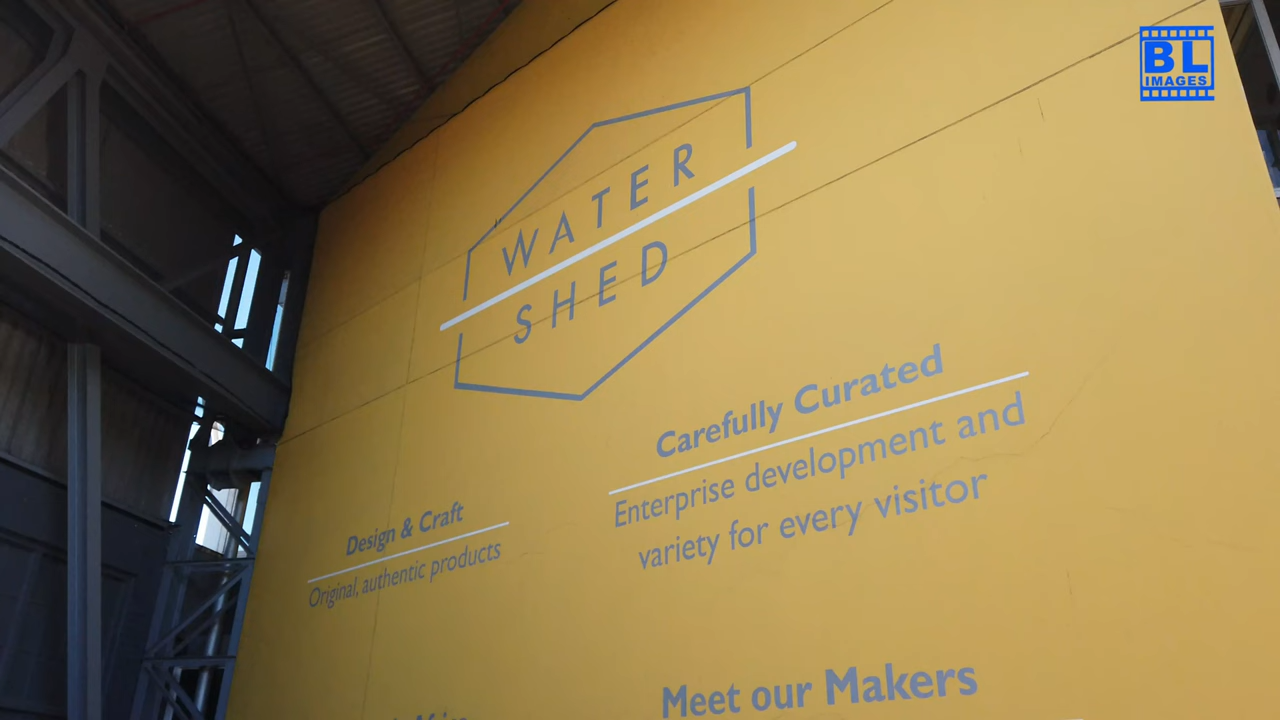 BL
IMAGES
WATER
SHED
Carefully Curated
Enterprise development and
variety for every visitor
Design & Craft
Original, authentic products
Meet our Makers